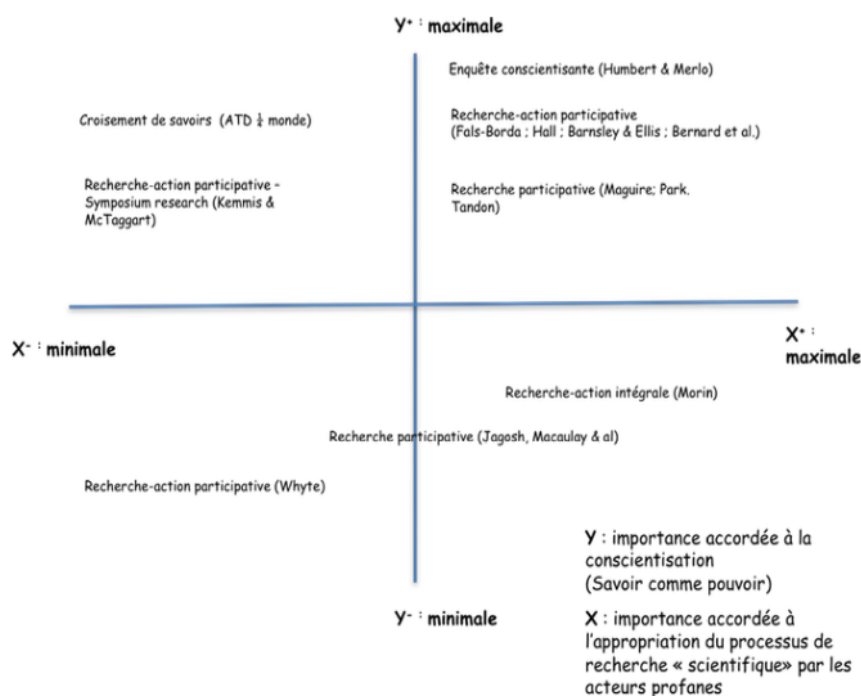 Y⁺ : maximale
Enquête conscientisante (Humbert & Merlo)
Croisement de savoirs (ATD ¼ monde)
Recherche-action participative
(Fals-Borda ; Hall ; Barnsley & Ellis ; Bernard et al.)
Recherche-action participative -
Symposium research (Kemmis &
McTaggart)
Recherche participative (Maguire; Park.
Tandon)
X⁻ : minimale
X⁺ :
maximale
Recherche-action intégrale (Morin)
Recherche participative (Jagosh, Macaulay & al)
Recherche-action participative (Whyte)
Y⁻ : minimale
Y : importance accordée à la
conscientisation
(Savoir comme pouvoir)
X : importance accordée à
l'appropriation du processus de
recherche « scientifique» par les
acteurs profanes